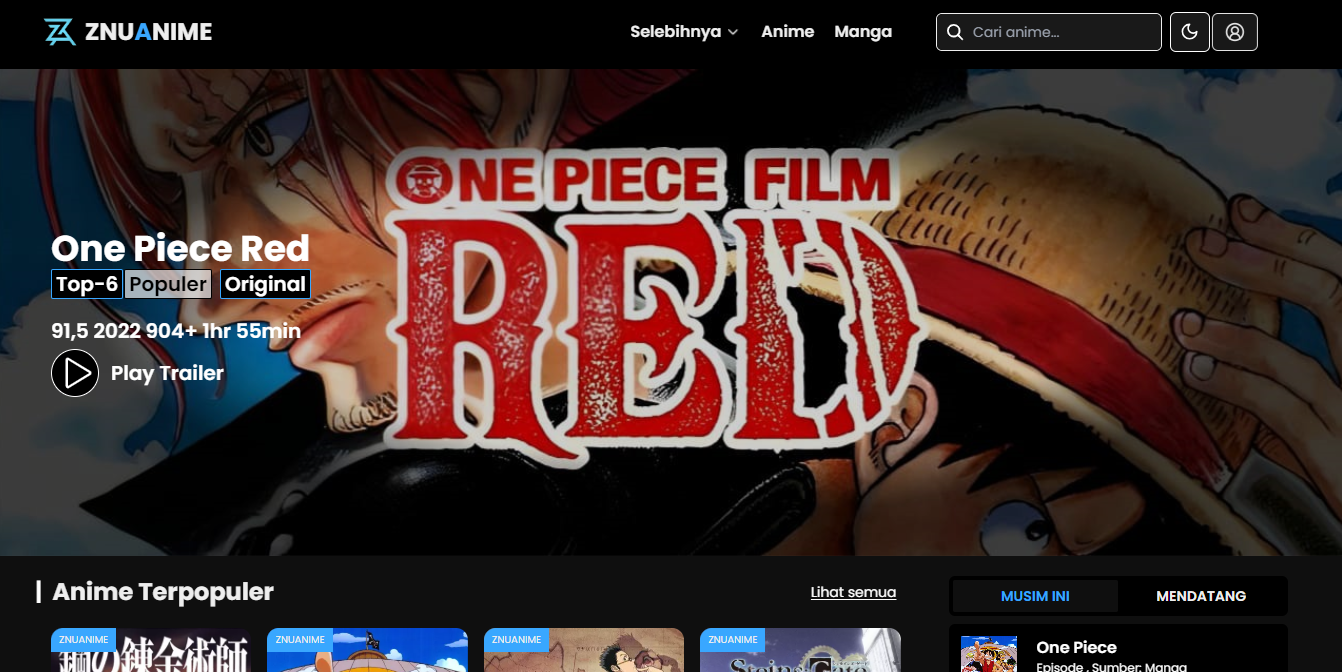 ZNUANIME
Selebihnya
Anime
Manga
Cari anime...
ONE PIECE FILM
RED
One Piece Red
Top-6 Populer Original
91,5 2022 904+ 1hr 55min
Play Trailer
Anime Terpopuler
Lihat semua
MUSIM INI
MENDATANG
ZNUANIME
鋼の錬金術師
ZNUANIME
ZNUANIME
ZNUANIME
Steins;Gate
One Piece
Episode , Sumber: Manga